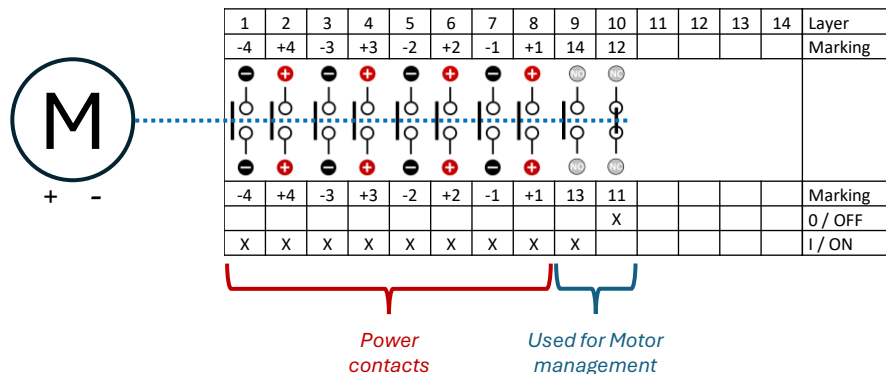 1 2 3 4 5 6 7 8 9 10 11 12 13 14 Layer
-4 +4 -3 +3 -2 +2 -1 +1 14 12 Marking
- + - + - + - + NO NC
M
- + - + - + - + NO NC
+ -
-4 +4 -3 +3 -2 +2 -1 +1 13 11 Marking
X 0 / OFF
X X X X X X X X X I / ON
Power
contacts
Used for Motor
management